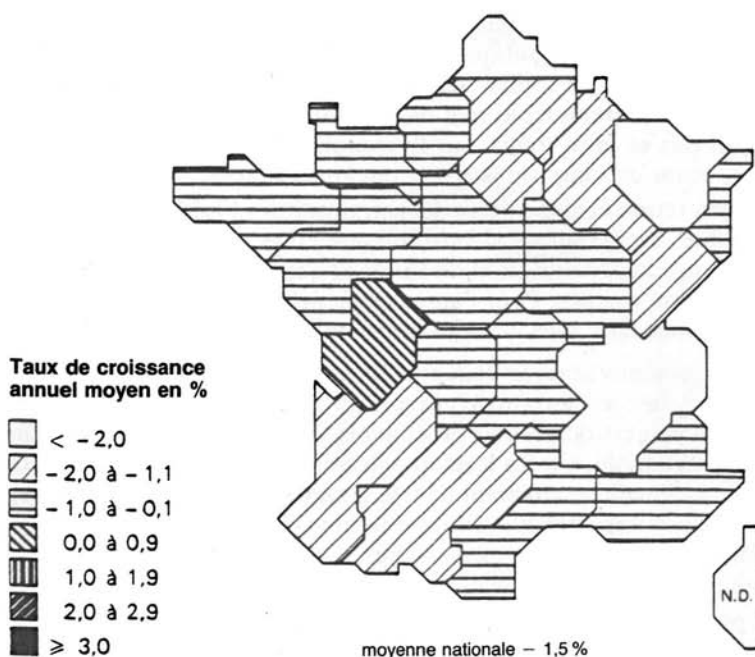 Taux de croissance
annuel moyen en %
< - 2,0
- 2,0 à - 1,1
- 1,0 à - 0,1
0,0 à 0,9
1,0 à 1,9
2,0 à 2,9
≥ 3,0
N.D.
moyenne nationale – 1,5 %